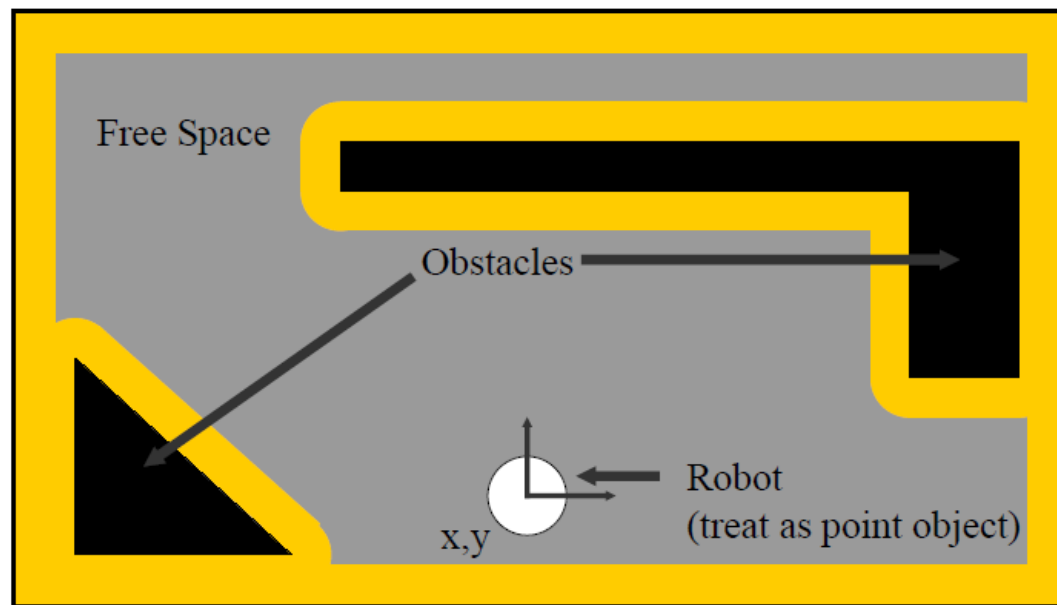 Free Space
Obstacles
Robot
(treat as point object)
x,y